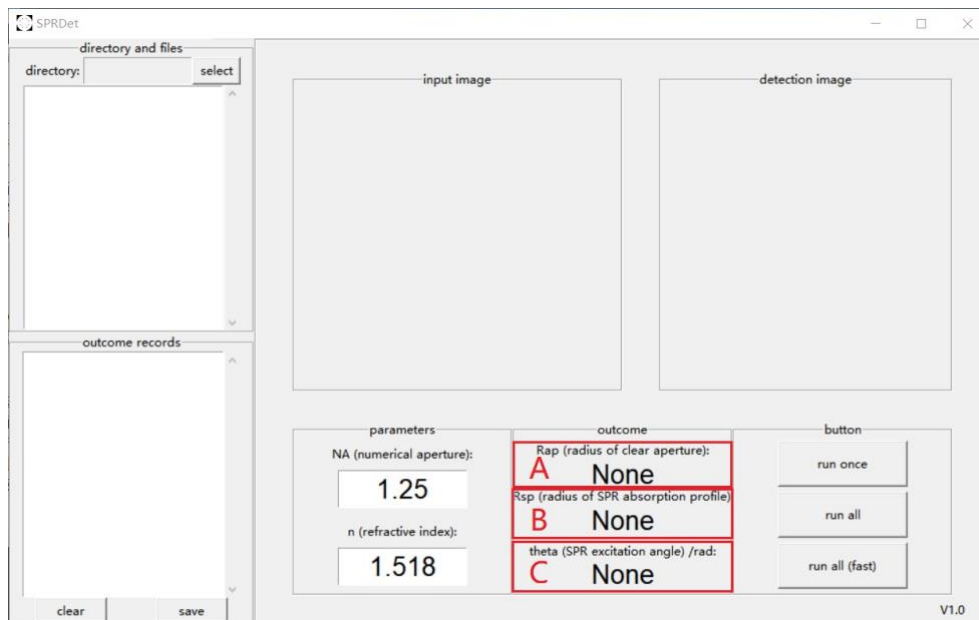 SPRDet
directory and files
directory:
select
outcome records
clear
save
input image
detection image
parameters
NA (numerical aperture):
1.25
n (refractive index):
1.518
outcome
Rap (radius of clear aperture):
A
None
Rsp (radius of SPR absorption profile)
B
None
theta (SPR excitation angle) /rad:
C
None
button
run once
run all
run all (fast)
V1.0